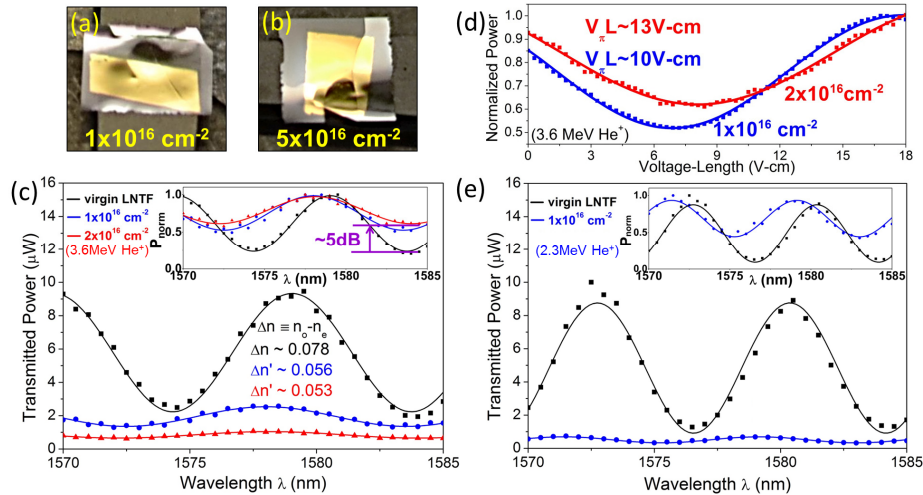 (a)
1x10¹⁶ cm⁻²
(b)
5x10¹⁶ cm⁻²
(c)
virgin LNTF
1x10¹⁶ cm⁻²
2x10¹⁶ cm⁻²
(3.6MeV He⁺)
Transmitted Power (μW)
16
14
12
10
8
6
4
2
0
1570
1575
1580
1585
Wavelength λ (nm)
P_norm
1.0
0.5
0.0
1570
1575
1580
1585
λ (nm)
~5dB
Δn ≡ n_o-n_e
Δn ~ 0.078
Δn' ~ 0.056
Δn' ~ 0.053
(d)
Normalized Power
1.0
0.9
0.8
0.7
0.6
0.5
V_πL~13V-cm
V_πL~10V-cm
2x10¹⁶cm⁻²
1x10¹⁶ cm⁻²
(3.6 MeV He⁺)
0
3
6
9
12
15
18
Voltage-Length (V-cm)
(e)
virgin LNTF
1x10¹⁶ cm⁻²
(2.3MeV He⁺)
Transmitted Power (μW)
16
14
12
10
8
6
4
2
0
1570
1575
1580
1585
Wavelength λ (nm)
P_norm
1.0
0.5
0.0
1570
1575
1580
1585
λ (nm)